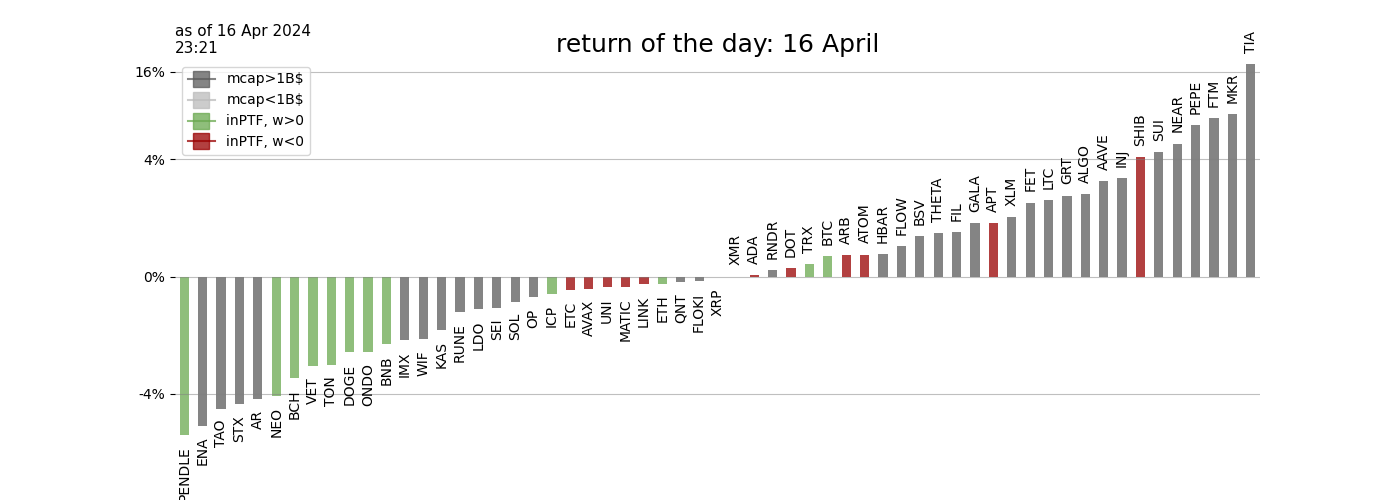 as of 16 Apr 2024
23:21
return of the day: 16 April
mcap>1B$
mcap<1B$
inPTF, w>0
inPTF, w<0
16%
4%
0%
-4%
PENDLE
ENA
TAO
STX
AR
NEO
BCH
VET
TON
DOGE
ONDO
BNB
IMX
WIF
KAS
RUNE
LDO
SEI
SOL
OP
ICP
ETC
AVAX
UNI
MATIC
LINK
ETH
QNT
FLOKI
XRP
XMR
ADA
RNDR
DOT
TRX
BTC
ARB
ATOM
HBAR
FLOW
BSV
THETA
FIL
GALA
APT
XLM
FET
LTC
GRT
ALGO
AAVE
INJ
SHIB
SUI
NEAR
PEPE
FTM
MKR
TIA